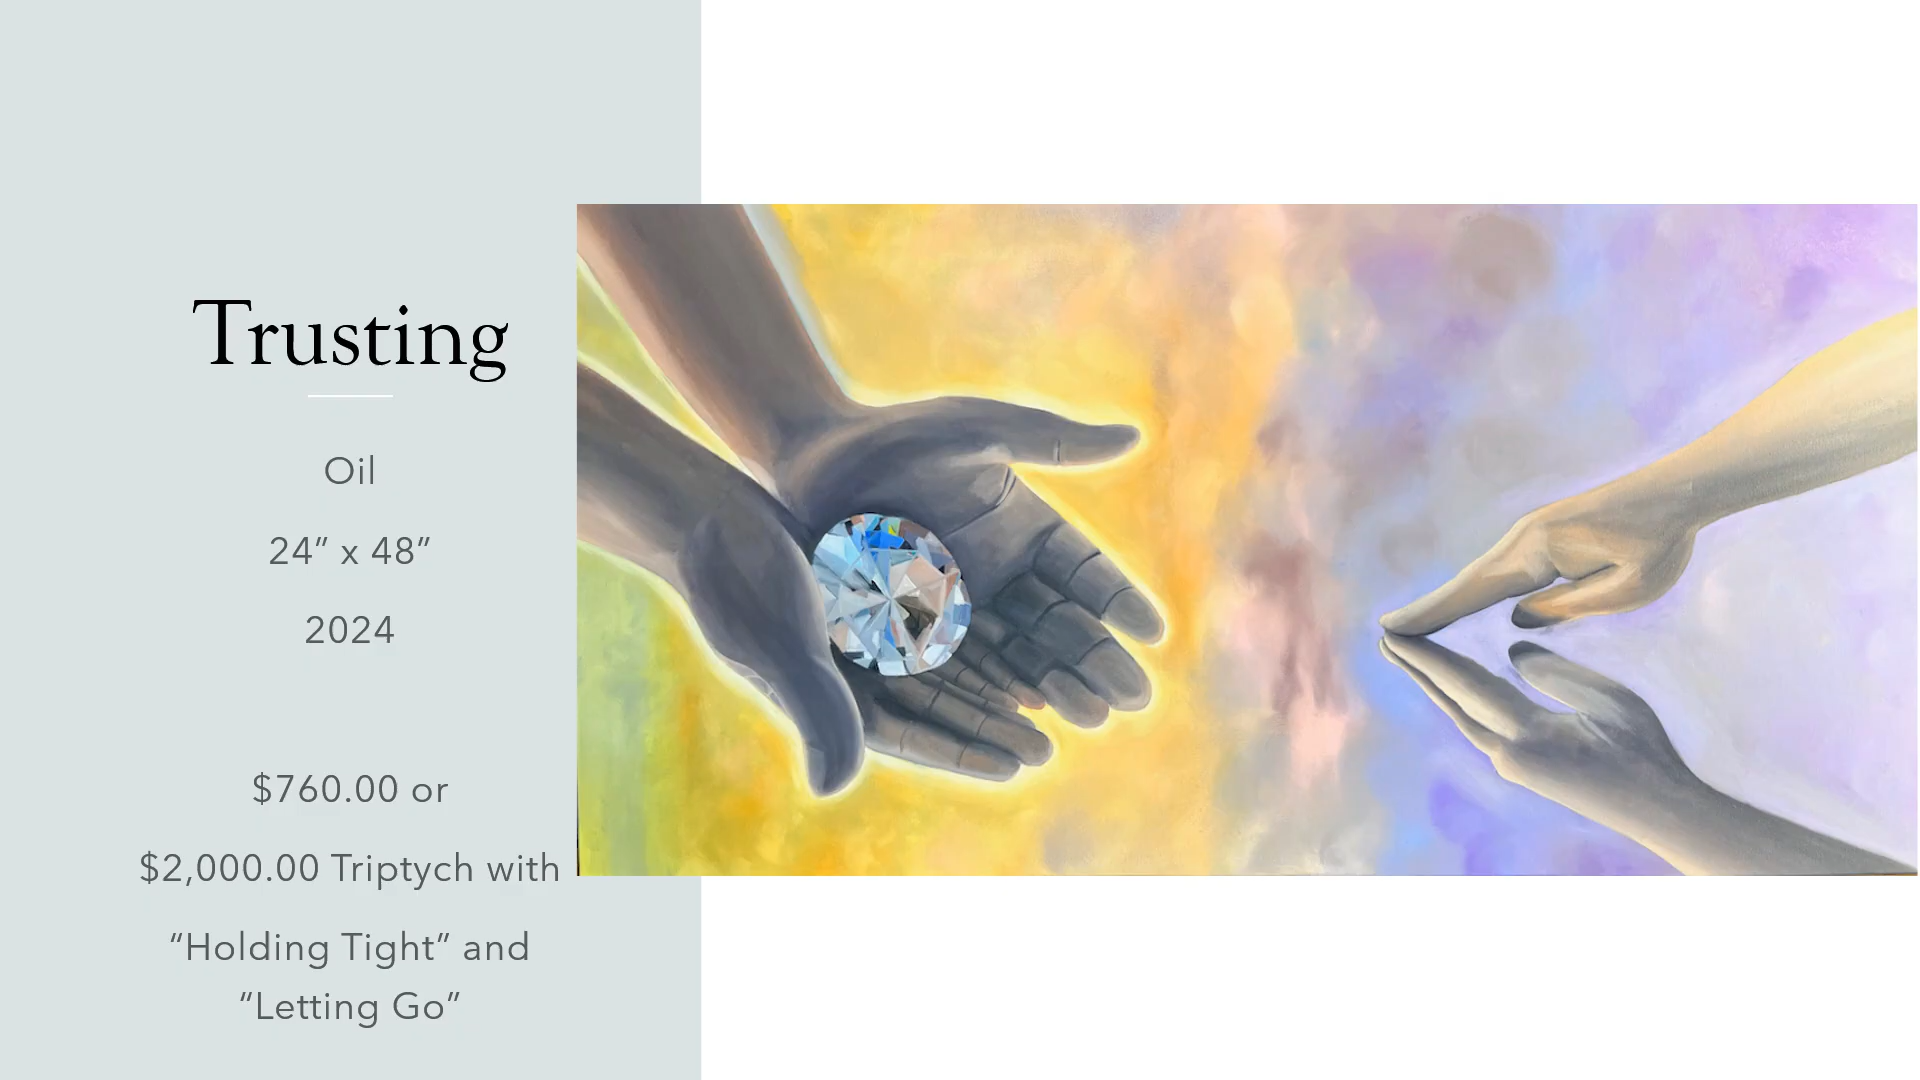 Trusting
Oil
24” x 48”
2024
$760.00 or
$2,000.00 Triptych with
“Holding Tight” and
“Letting Go”